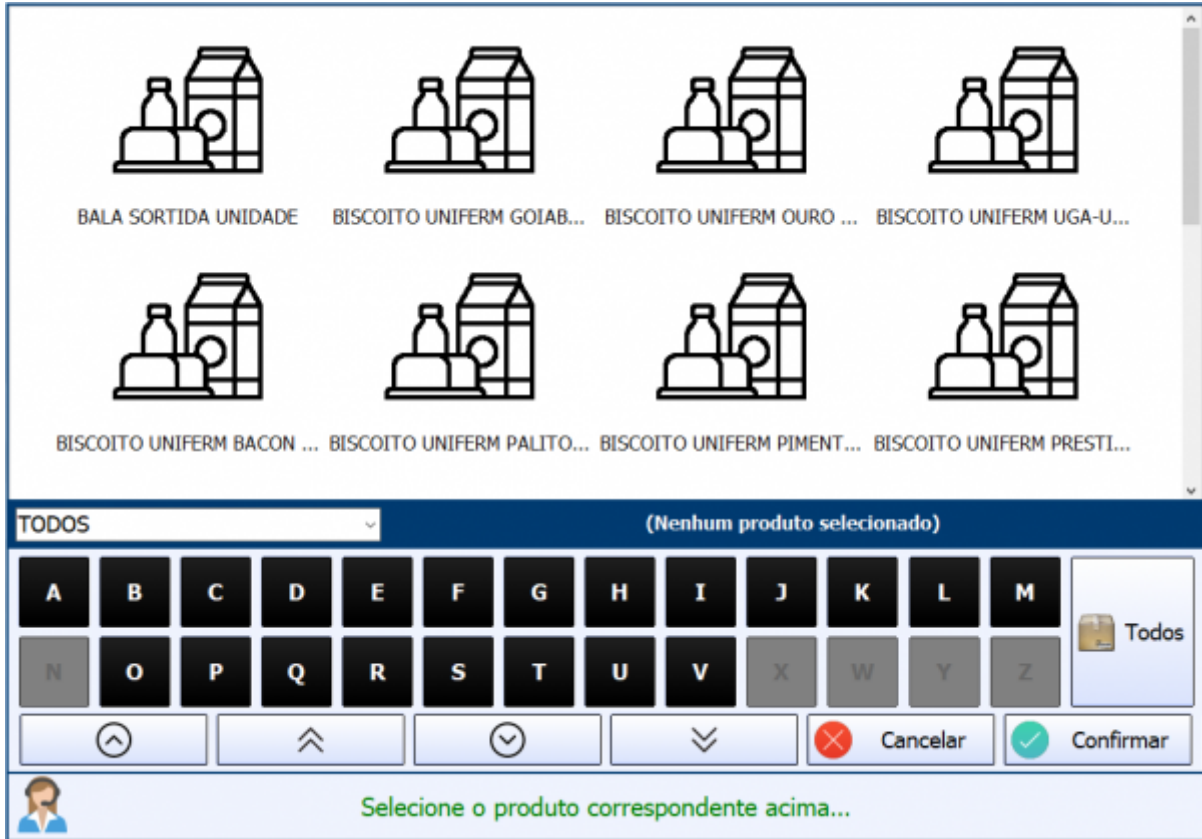 BALA SORTIDA UNIDADE BISCOITO UNIFERM GOIAB... BISCOITO UNIFERM OURO ... BISCOITO UNIFERM UGA-U...
BISCOITO UNIFERM BACON ... BISCOITO UNIFERM PALITO... BISCOITO UNIFERM PIMENT... BISCOITO UNIFERM PRESTI...
TODOS (Nenhum produto selecionado)
A B C D E F G H I J K L M
Todos
N O P Q R S T U V X W Y Z
Cancelar Confirmar
Selecione o produto correspondente acima...